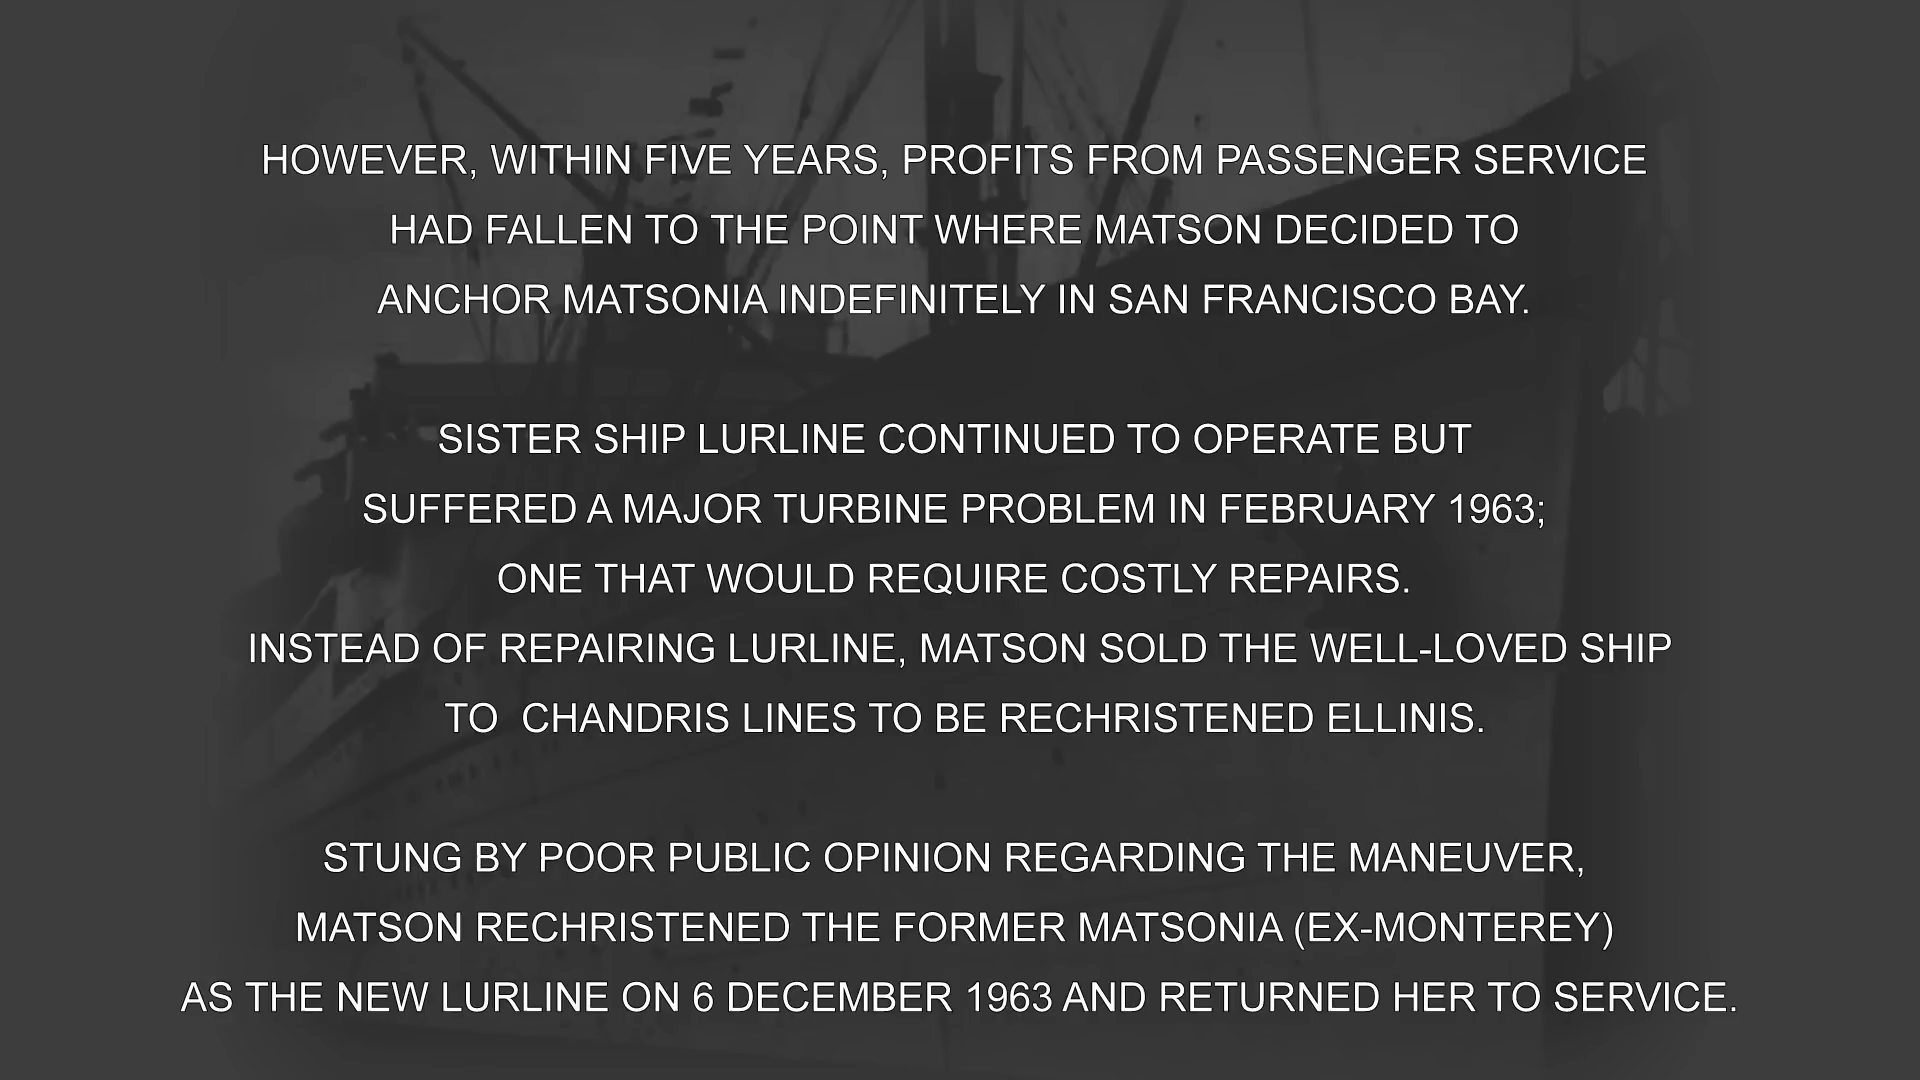 HOWEVER, WITHIN FIVE YEARS, PROFITS FROM PASSENGER SERVICE
HAD FALLEN TO THE POINT WHERE MATSON DECIDED TO
ANCHOR MATSONIA INDEFINITELY IN SAN FRANCISCO BAY.
SISTER SHIP LURLINE CONTINUED TO OPERATE BUT
SUFFERED A MAJOR TURBINE PROBLEM IN FEBRUARY 1963;
ONE THAT WOULD REQUIRE COSTLY REPAIRS.
INSTEAD OF REPAIRING LURLINE, MATSON SOLD THE WELL-LOVED SHIP
TO  CHANDRIS LINES TO BE RECHRISTENED ELLINIS.
STUNG BY POOR PUBLIC OPINION REGARDING THE MANEUVER,
MATSON RECHRISTENED THE FORMER MATSONIA (EX-MONTEREY)
AS THE NEW LURLINE ON 6 DECEMBER 1963 AND RETURNED HER TO SERVICE.